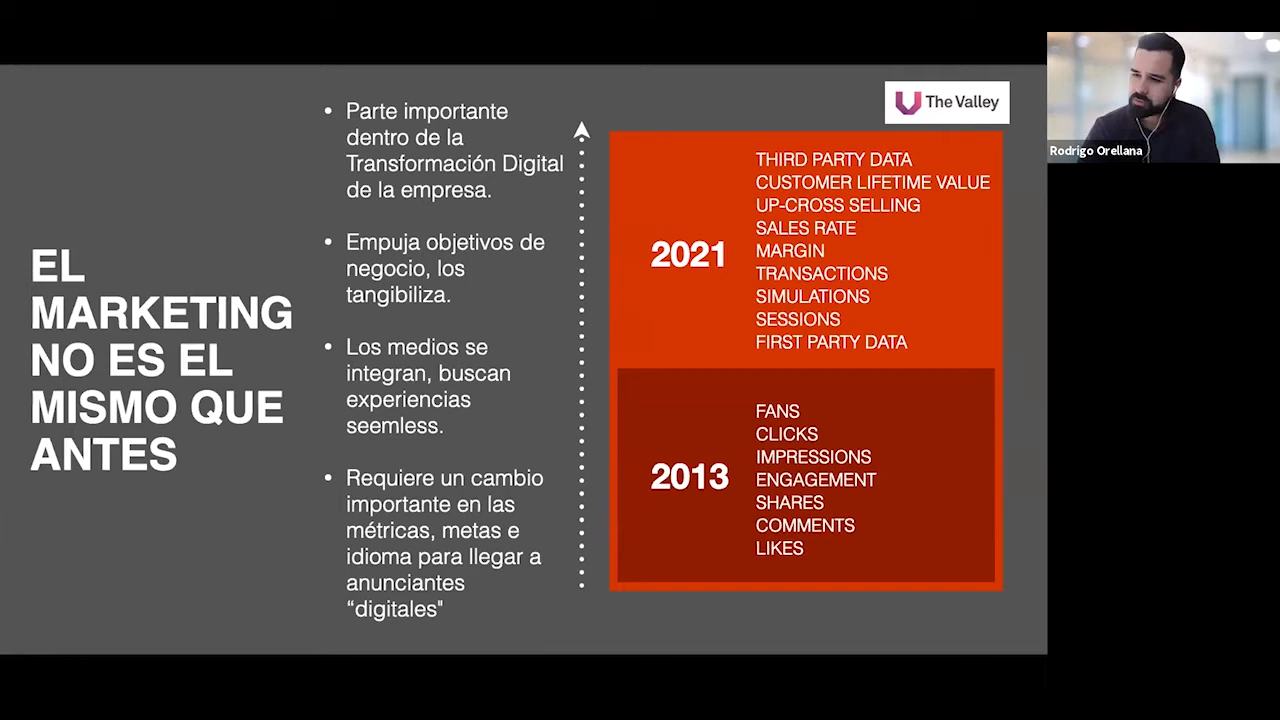 EL
MARKETING
NO ES EL
MISMO QUE
ANTES
• Parte importante
dentro de la
Transformación Digital
de la empresa.
• Empuja objetivos de
negocio, los
tangibiliza.
• Los medios se
integran, buscan
experiencias
seemless.
• Requiere un cambio
importante en las
métricas, metas e
idioma para llegar a
anunciantes
“digitales"
The Valley
2021
THIRD PARTY DATA
CUSTOMER LIFETIME VALUE
UP-CROSS SELLING
SALES RATE
MARGIN
TRANSACTIONS
SIMULATIONS
SESSIONS
FIRST PARTY DATA
2013
FANS
CLICKS
IMPRESSIONS
ENGAGEMENT
SHARES
COMMENTS
LIKES
Rodrigo Orellana